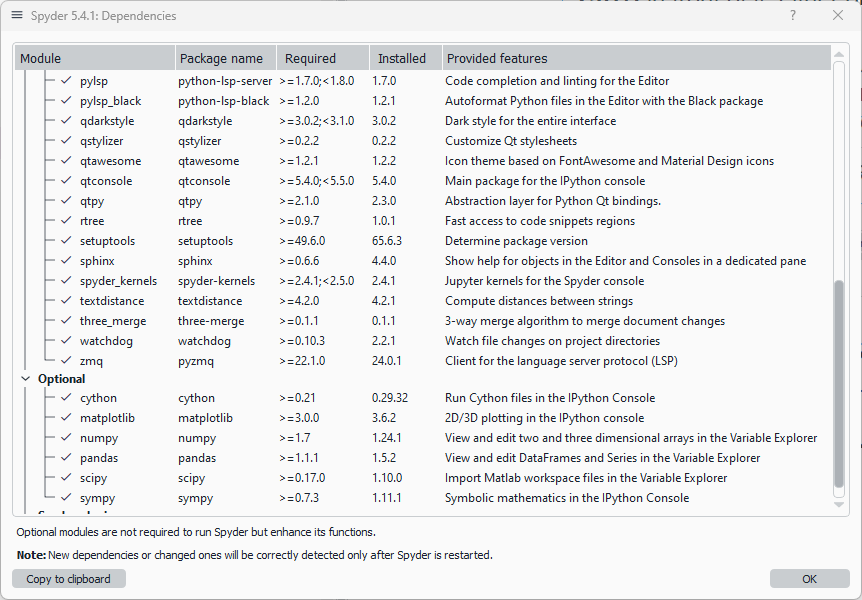 Spyder 5.4.1: Dependencies ?
Module Package name Required Installed Provided features
pylsp python-lsp-server >=1.7.0;<1.8.0 1.7.0 Code completion and linting for the Editor
pylsp_black python-lsp-black >=1.2.0 1.2.1 Autoformat Python files in the Editor with the Black package
qdarkstyle qdarkstyle >=3.0.2;<3.1.0 3.0.2 Dark style for the entire interface
qstylizer qstylizer >=0.2.2 0.2.2 Customize Qt stylesheets
qtawesome qtawesome >=1.2.1 1.2.2 Icon theme based on FontAwesome and Material Design icons
qtconsole qtconsole >=5.4.0;<5.5.0 5.4.0 Main package for the IPython console
qtpy qtpy >=2.1.0 2.3.0 Abstraction layer for Python Qt bindings.
rtree rtree >=0.9.7 1.0.1 Fast access to code snippets regions
setuptools setuptools >=49.6.0 65.6.3 Determine package version
sphinx sphinx >=0.6.6 4.4.0 Show help for objects in the Editor and Consoles in a dedicated pane
spyder_kernels spyder-kernels >=2.4.1;<2.5.0 2.4.1 Jupyter kernels for the Spyder console
textdistance textdistance >=4.2.0 4.2.1 Compute distances between strings
three_merge three-merge >=0.1.1 0.1.1 3-way merge algorithm to merge document changes
watchdog watchdog >=0.10.3 2.2.1 Watch file changes on project directories
zmq pyzmq >=22.1.0 24.0.1 Client for the language server protocol (LSP)
Optional
cython cython >=0.21 0.29.32 Run Cython files in the IPython Console
matplotlib matplotlib >=3.0.0 3.6.2 2D/3D plotting in the IPython console
numpy numpy >=1.7 1.24.1 View and edit two and three dimensional arrays in the Variable Explorer
pandas pandas >=1.1.1 1.5.2 View and edit DataFrames and Series in the Variable Explorer
scipy scipy >=0.17.0 1.10.0 Import Matlab workspace files in the Variable Explorer
sympy sympy >=0.7.3 1.11.1 Symbolic mathematics in the IPython Console
Optional modules are not required to run Spyder but enhance its functions.
Note: New dependencies or changed ones will be correctly detected only after Spyder is restarted.
Copy to clipboard OK